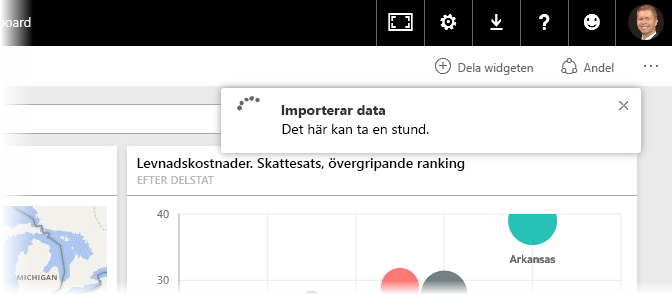 board
?
Dela widgeten
Andel
...
Importerar data
Det här kan ta en stund.
Levnadskostnader. Skattesats, övergripande ranking
EFTER DELSTAT
40
Arkansas
30
MICHIGAN